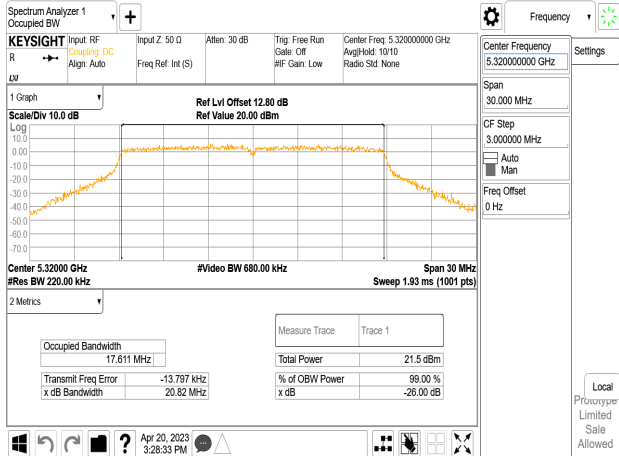 Spectrum Analyzer 1
Occupied BW
Frequency
KEYSIGHT
R
LXI
Input: RF
Coupling: DC
Align: Auto
Input Z: 50 Ω
Freq Ref: Int (S)
Atten: 30 dB
Trig: Free Run
Gate: Off
#IF Gain: Low
Center Freq: 5.320000000 GHz
Avg|Hold: 10/10
Radio Std: None
Center Frequency
5.320000000 GHz
Settings
Span
30.000 MHz
CF Step
3.000000 MHz
Auto
Man
Freq Offset
0 Hz
1 Graph
Scale/Div 10.0 dB
Ref Lvl Offset 12.80 dB
Ref Value 20.00 dBm
Log
10.0
0.00
-10.0
-20.0
-30.0
-40.0
-50.0
-60.0
-70.0
Center 5.32000 GHz
#Res BW 220.00 kHz
#Video BW 680.00 kHz
Span 30 MHz
Sweep 1.93 ms (1001 pts)
2 Metrics
Measure Trace Trace 1
Occupied Bandwidth
17.611 MHz
Total Power 21.5 dBm
Transmit Freq Error -13.797 kHz
% of OBW Power 99.00 %
x dB Bandwidth 20.82 MHz
x dB -26.00 dB
Local
Prototype
Limited
Sale
Allowed
?
Apr 20, 2023
3:28:33 PM